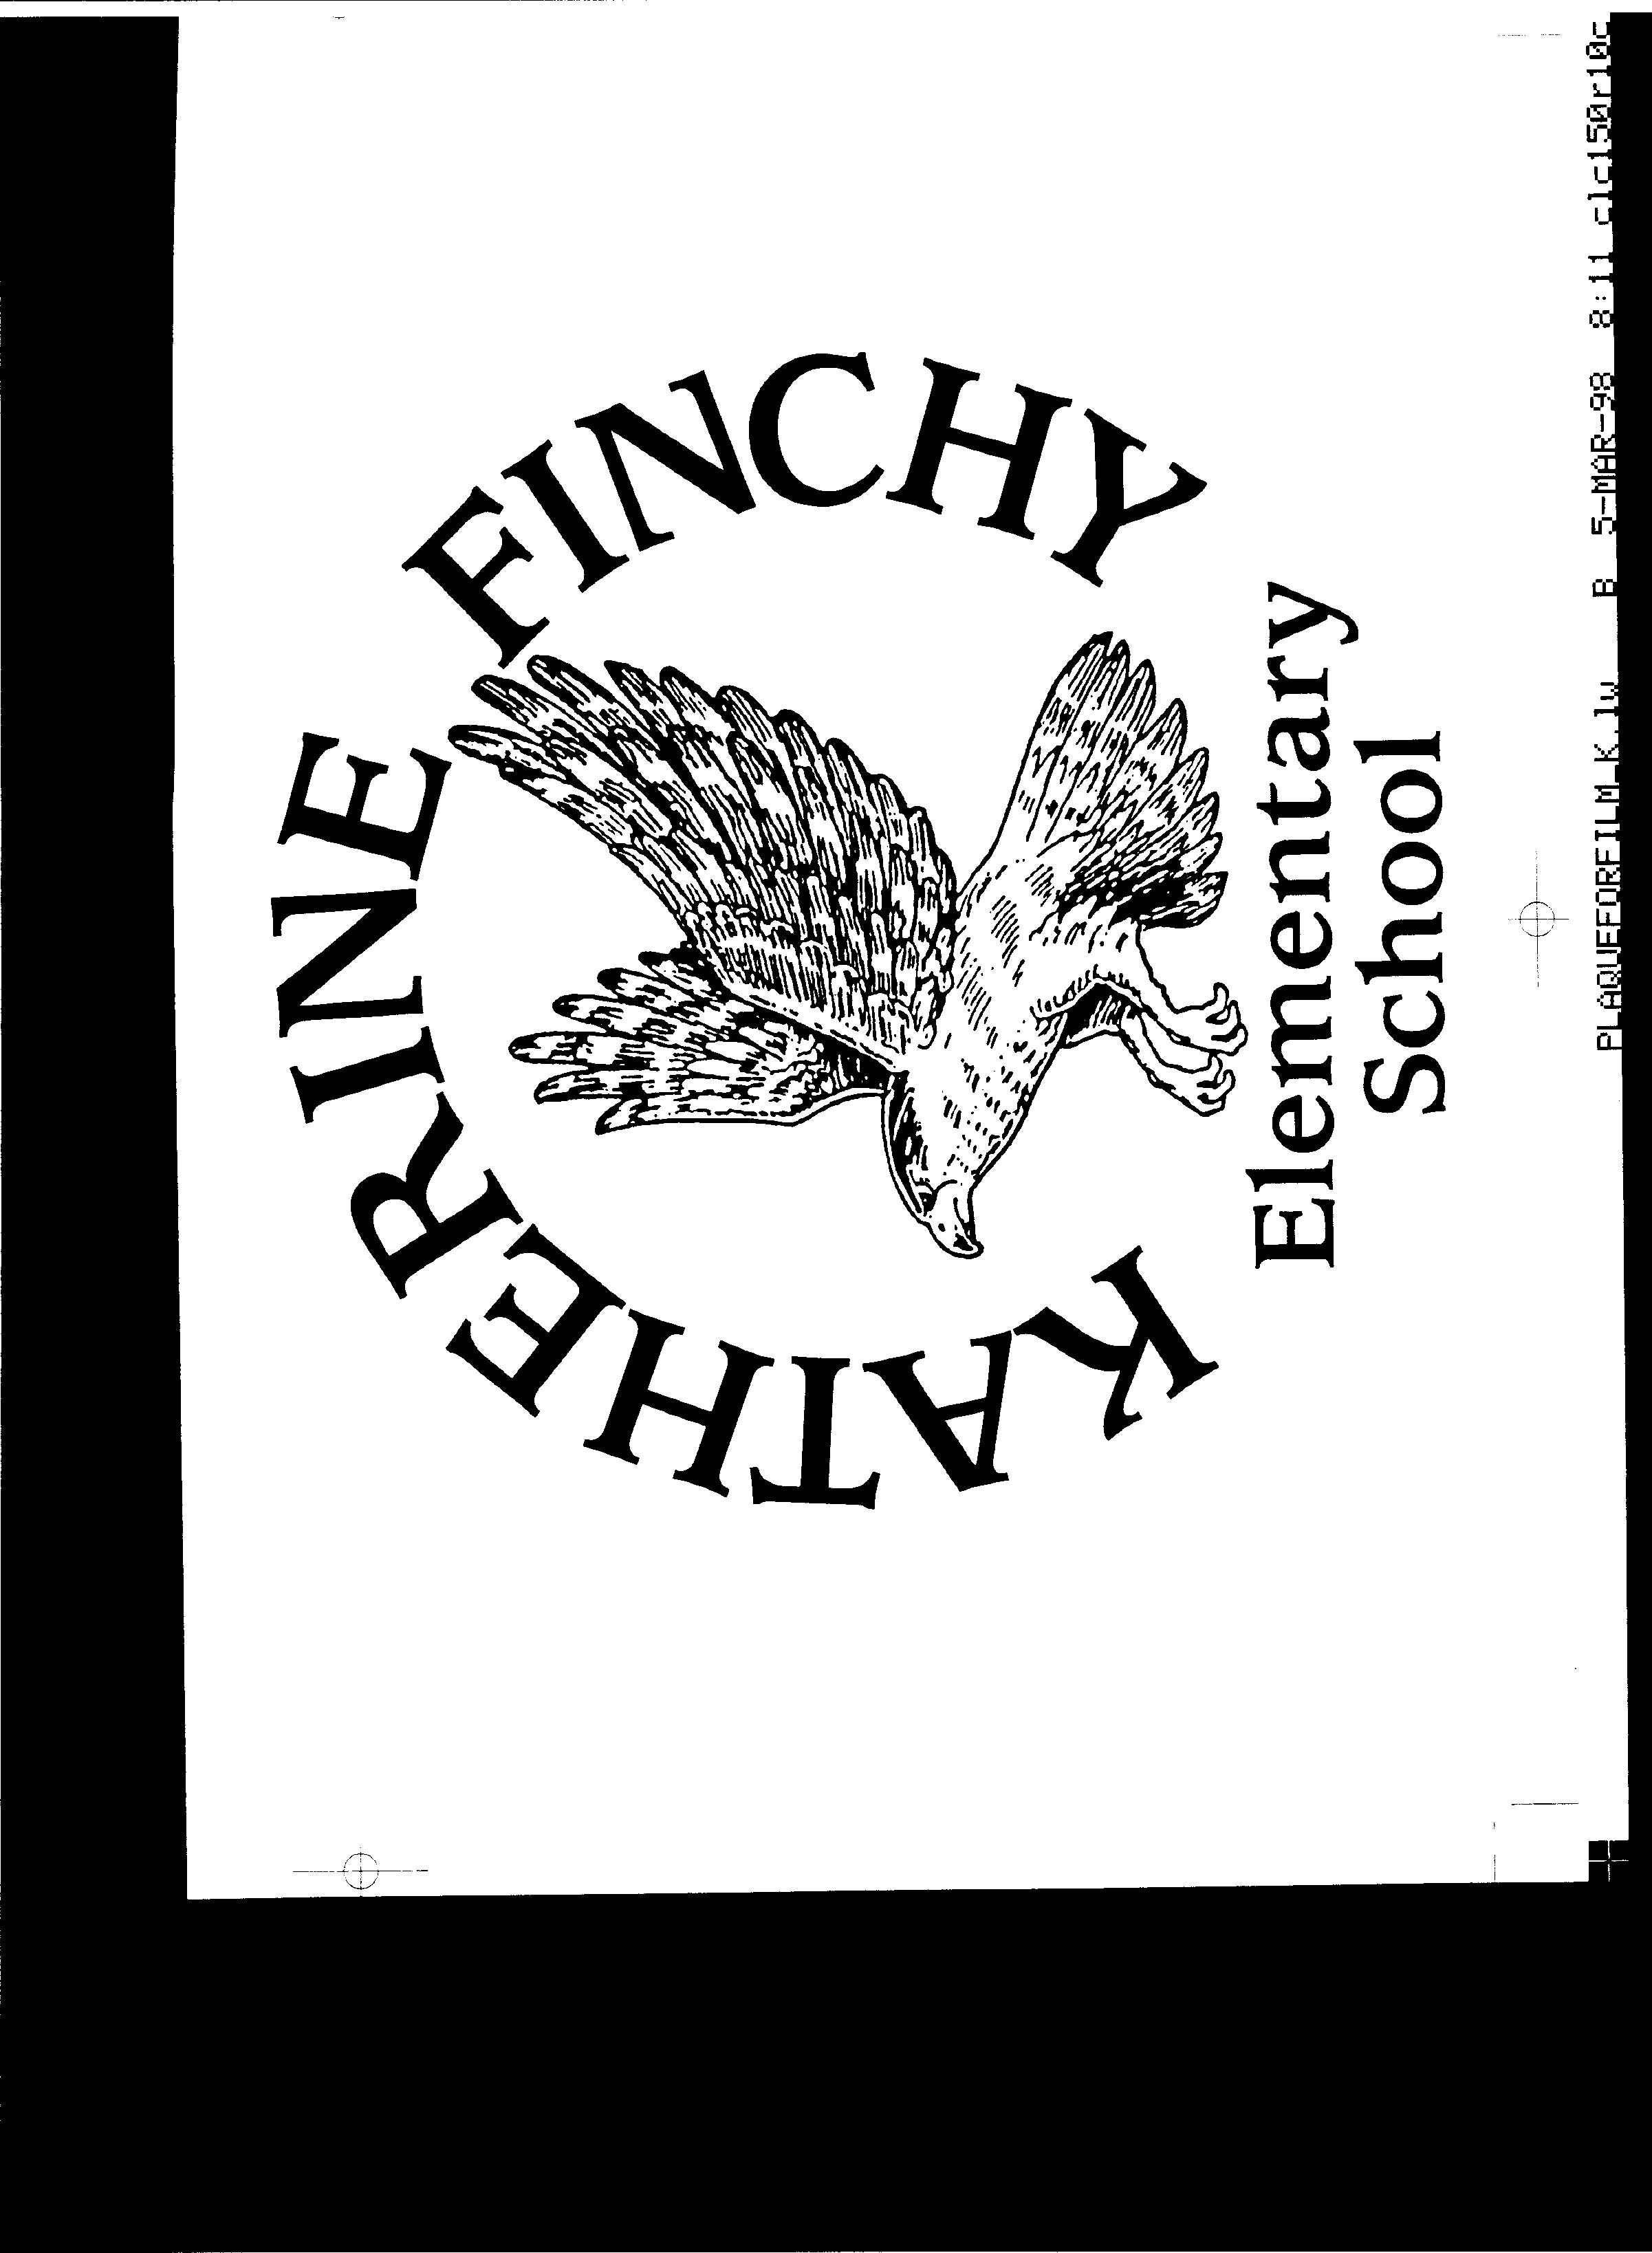 KATHERINE FINCHY
Elementary
School
PLAQUEFORFILM_K.lw B 5-MAR-98 8:11 clc150r10c